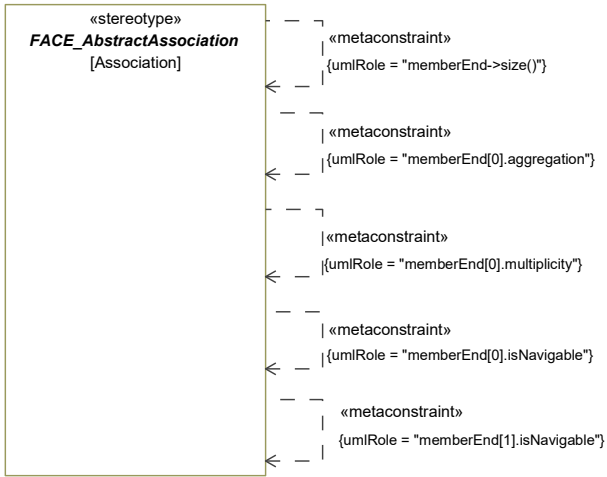 «stereotype»
FACE_AbstractAssociation
[Association]
«metaconstraint»
{umlRole = "memberEnd->size()"}
«metaconstraint»
{umlRole = "memberEnd[0].aggregation"}
«metaconstraint»
{umlRole = "memberEnd[0].multiplicity"}
«metaconstraint»
{umlRole = "memberEnd[0].isNavigable"}
«metaconstraint»
{umlRole = "memberEnd[1].isNavigable"}